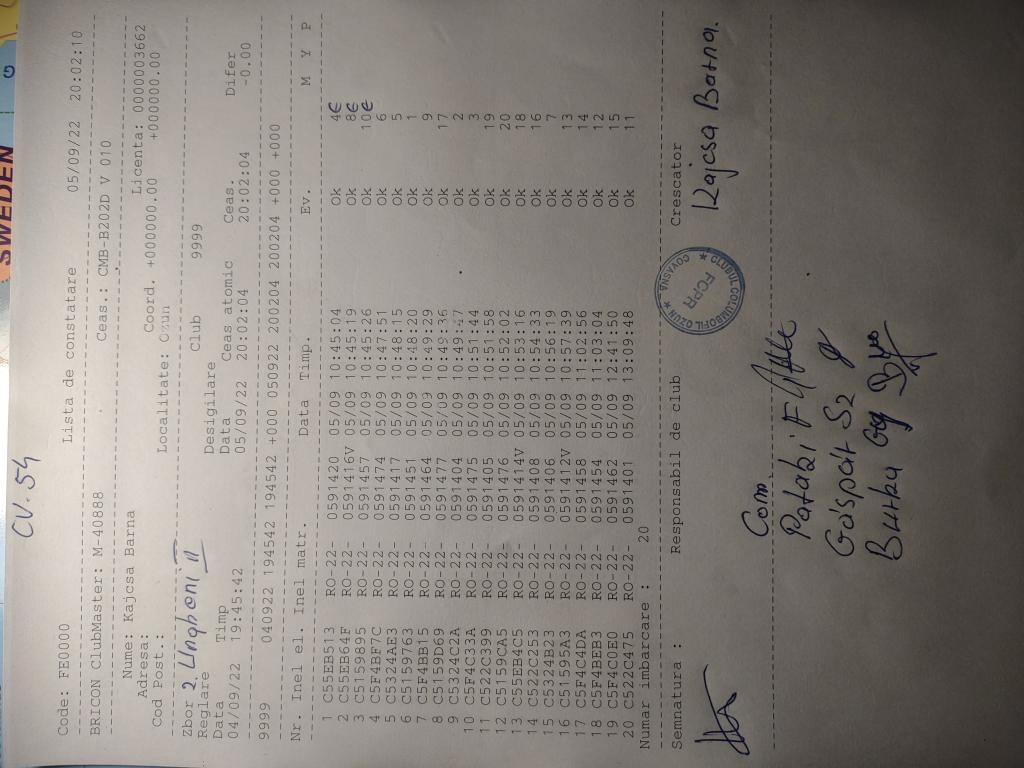 SWEDEN
CV. 54
Code: FE0000 Lista de constatare 05/09/22 20:02:10
BRICON ClubMaster: M-40888 Ceas.: CMB-B202D V 010
Nume: Kajcsa Barna Licenta: 00000003662
Adresa: Coord. +000000.00 +000000.00
Cod Post.: Localitate: Ozun
Zbor 2. Ungheni II Club 9999
Reglare Desigilare
Data Timp Data Ceas atomic Ceas. Difer
04/09/22 19:45:42 05/09/22 20:02:04 20:02:04 -0.00
9999 040922 194542 194542 +000 050922 200204 200204 +000 +000
Nr. Inel el. Inel matr. Data Timp. Ev. M Y P
1 C55EB513 RO-22- 0591420 05/09 10:45:04 Ok 4€
2 C55EB64F RO-22- 0591416V 05/09 10:45:19 Ok 8€
3 C5159895 RO-22- 0591457 05/09 10:45:26 Ok 10€
4 C5F4BF7C RO-22- 0591474 05/09 10:47:51 Ok 6
5 C5324AE3 RO-22- 0591417 05/09 10:48:15 Ok 5
6 C5159763 RO-22- 0591451 05/09 10:48:20 Ok 1
7 C5F4BB15 RO-22- 0591464 05/09 10:49:29 Ok 9
8 C5159D69 RO-22- 0591477 05/09 10:49:36 Ok 17
9 C5324C2A RO-22- 0591404 05/09 10:49:47 Ok 2
10 C5F4C33A RO-22- 0591475 05/09 10:51:44 Ok 3
11 C522C399 RO-22- 0591405 05/09 10:51:58 Ok 19
12 C5159CA5 RO-22- 0591476 05/09 10:52:02 Ok 20
13 C55EB4C5 RO-22- 0591414V 05/09 10:53:16 Ok 18
14 C522C253 RO-22- 0591408 05/09 10:54:33 Ok 16
15 C5324B23 RO-22- 0591406 05/09 10:56:19 Ok 7
16 C51595A3 RO-22- 0591412V 05/09 10:57:39 Ok 13
17 C5F4C4DA RO-22- 0591458 05/09 11:02:56 Ok 14
18 C5F4BEB3 RO-22- 0591454 05/09 11:03:04 Ok 12
19 C5F4C0E0 RO-22- 0591462 05/09 12:41:50 Ok 15
20 C522C475 RO-22- 0591401 05/09 13:09:48 Ok 11
Numar imbarcare : 20
Semnatura : Responsabil de club Crescator
CLUBUL COLUMBOFIL OZUN * COVASNA *
FCPR
Kajcsa Barna
Com.
Pataki F
Gáspár Sz